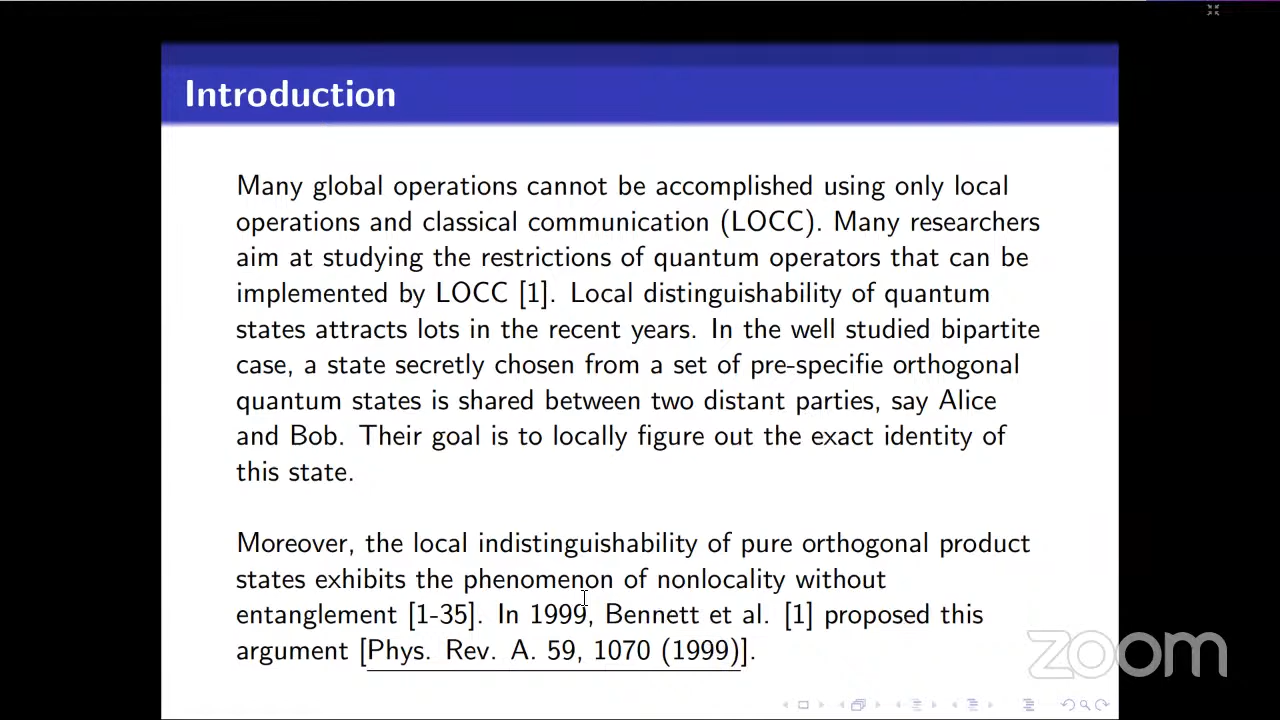 Introduction
Many global operations cannot be accomplished using only local
operations and classical communication (LOCC). Many researchers
aim at studying the restrictions of quantum operators that can be
implemented by LOCC [1]. Local distinguishability of quantum
states attracts lots in the recent years. In the well studied bipartite
case, a state secretly chosen from a set of pre-specifie orthogonal
quantum states is shared between two distant parties, say Alice
and Bob. Their goal is to locally figure out the exact identity of
this state.
Moreover, the local indistinguishability of pure orthogonal product
states exhibits the phenomenon of nonlocality without
entanglement [1-35]. In 1999, Bennett et al. [1] proposed this
argument [Phys. Rev. A. 59, 1070 (1999)].
zoom